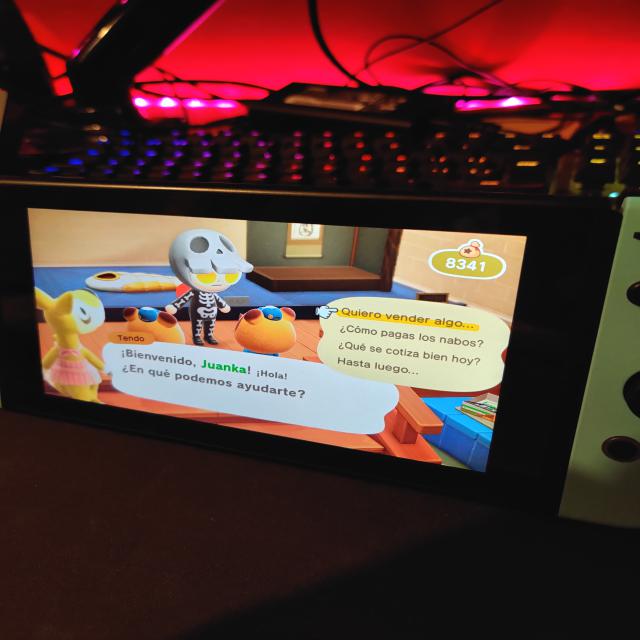 8341
Quiero vender algo...
¿Cómo pagas los nabos?
¿Qué se cotiza bien hoy?
Hasta luego...
Tendo
¡Bienvenido, Juanka! ¡Hola!
¿En qué podemos ayudarte?